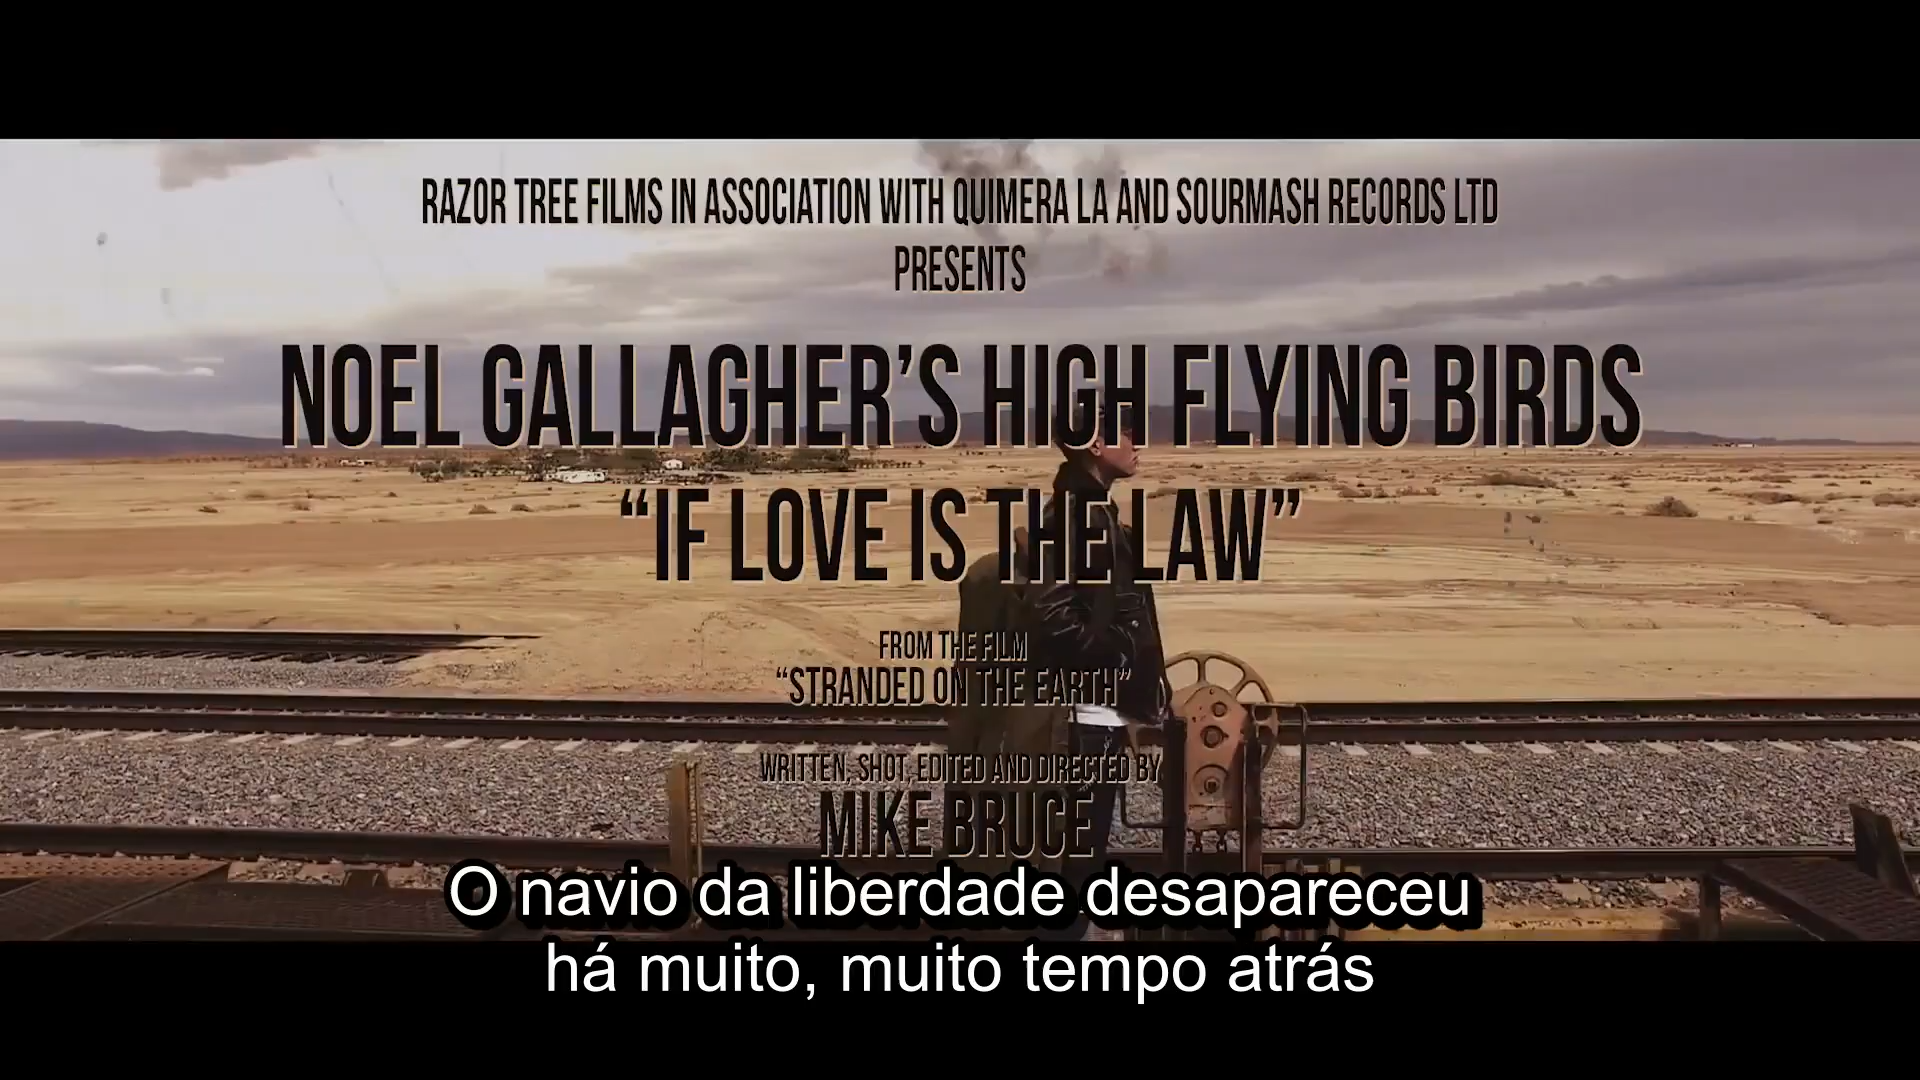 RAZOR TREE FILMS IN ASSOCIATION WITH QUIMERA LA AND SOURMASH RECORDS LTD
PRESENTS
NOEL GALLAGHER’S HIGH FLYING BIRDS
“IF LOVE IS THE LAW”
FROM THE FILM
“STRANDED ON THE EARTH”
WRITTEN, SHOT, EDITED AND DIRECTED BY
MIKE BRUCE
O navio da liberdade desapareceu
há muito, muito tempo atrás